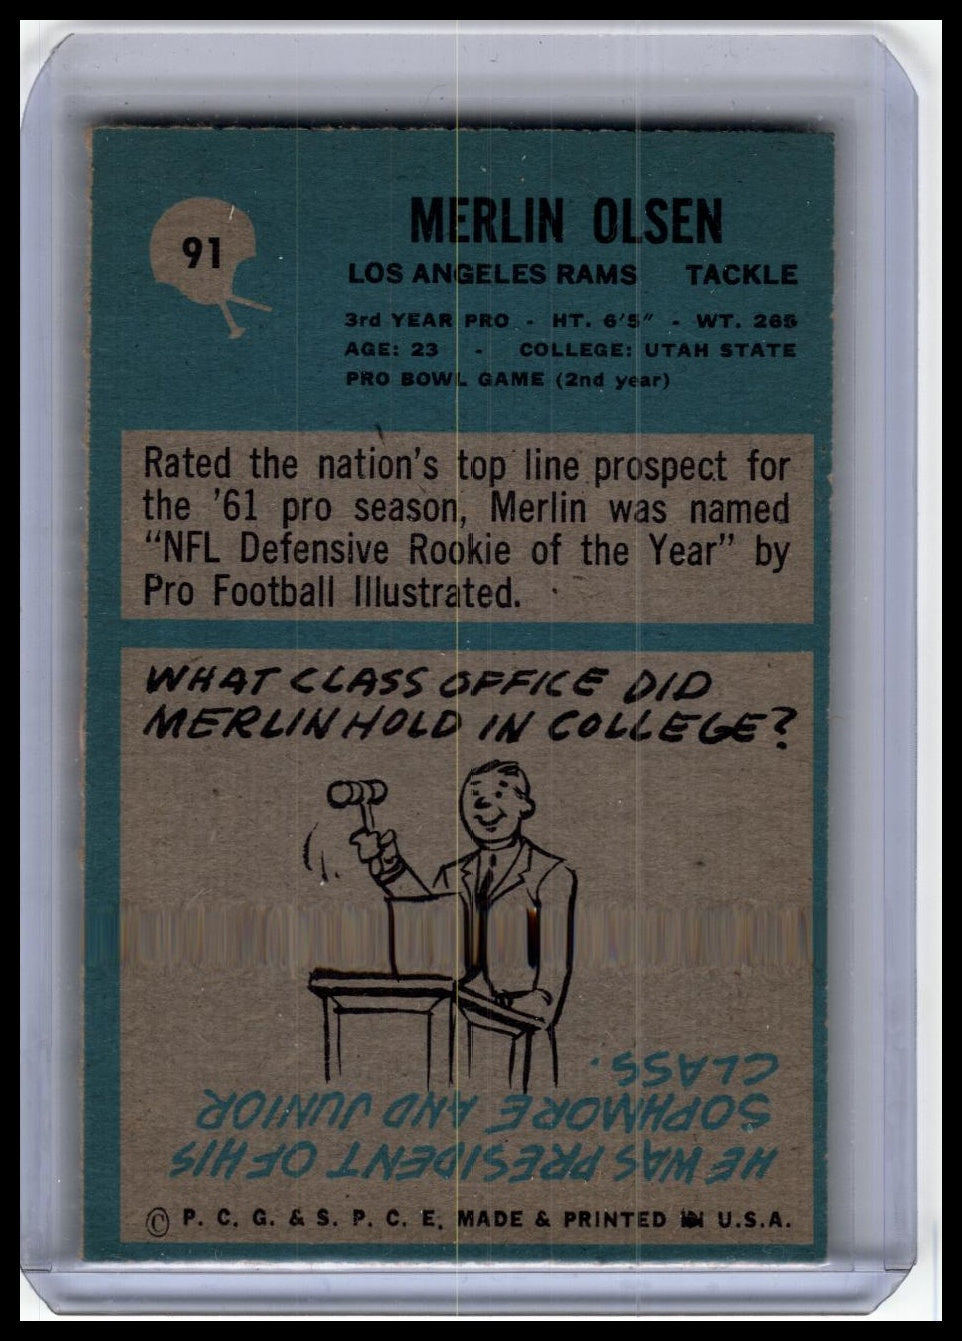 91
MERLIN OLSEN
LOS ANGELES RAMS TACKLE
3rd YEAR PRO - HT. 6'5" - WT. 265
AGE: 23 - COLLEGE: UTAH STATE
PRO BOWL GAME (2nd year)
Rated the nation's top line prospect for
the '61 pro season, Merlin was named
"NFL Defensive Rookie of the Year" by
Pro Football Illustrated.
WHAT CLASS OFFICE DID
MERLIN HOLD IN COLLEGE?
HE WAS PRESIDENT OF HIS
SOPHMORE AND JUNIOR
CLASS.
© P. C. G. & S. P. C. E. MADE & PRINTED IN U.S.A.